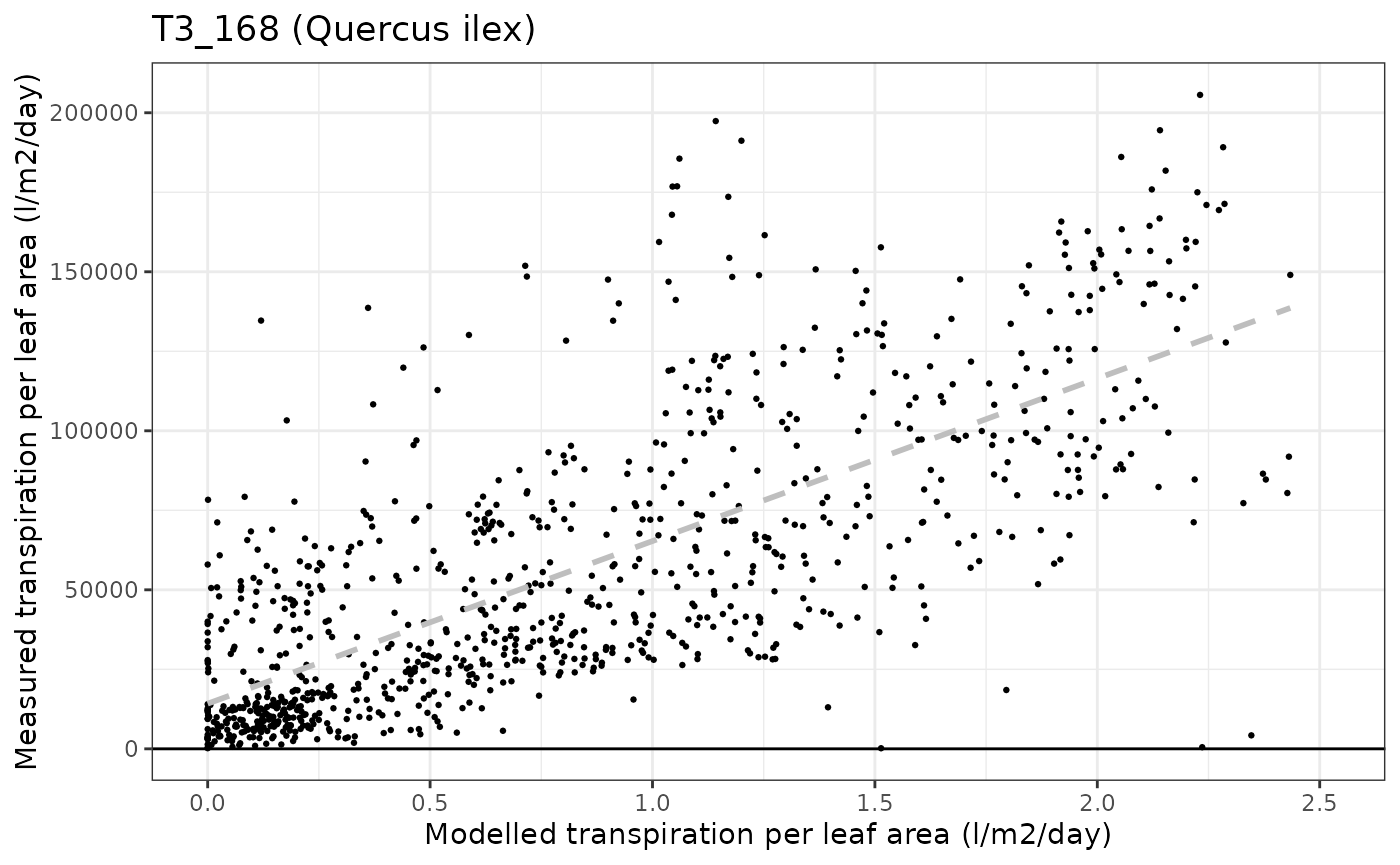 T3_168 (Quercus ilex)
Measured transpiration per leaf area (l/m2/day)
200000
150000
100000
50000
0
0.0 0.5 1.0 1.5 2.0 2.5
Modelled transpiration per leaf area (l/m2/day)